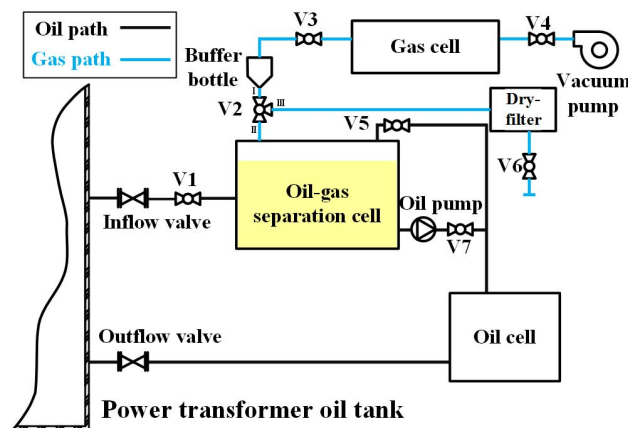 Oil path
Gas path
V3
V4
Gas cell
Buffer
bottle
Vacuum
pump
I
V2
III
II
Dry-
filter
V5
V6
V1
Oil-gas
separation cell
Inflow valve
Oil pump
V7
Outflow valve
Oil cell
Power transformer oil tank